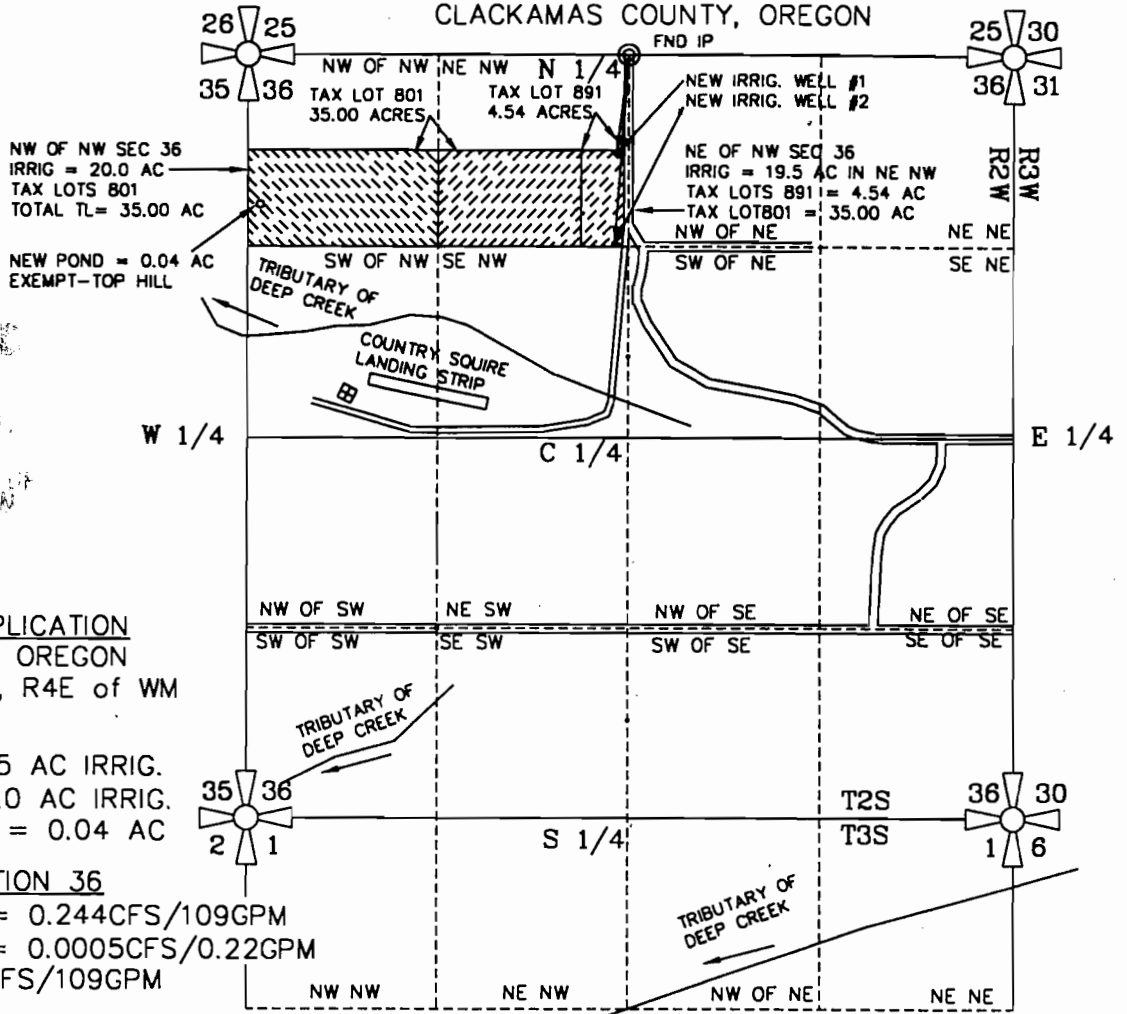 CLACKAMAS COUNTY, OREGON
26 25
35 36
FND IP
25 30
36 31
NW OF NW NE NW N 1/4
TAX LOT 801
35.00 ACRES
TAX LOT 891
4.54 ACRES
NEW IRRIG. WELL #1
NEW IRRIG. WELL #2
NW OF NW SEC 36
IRRIG = 20.0 AC
TAX LOTS 801
TOTAL TL= 35.00 AC
NE OF NW SEC 36
IRRIG = 19.5 AC IN NE NW
TAX LOTS 891 = 4.54 AC
TAX LOT801 = 35.00 AC
R2W R3W
NEW POND = 0.04 AC
EXEMPT-TOP HILL
NW OF NE NE NE
SW OF NW SE NW SW OF NE SE NE
TRIBUTARY OF
DEEP CREEK
COUNTRY SQUIRE
LANDING STRIP
W 1/4 C 1/4 E 1/4
NW OF SW NE SW NW OF SE NE OF SE
SW OF SW SE SW SW OF SE SE OF SE
PLICATION
OREGON
, R4E of WM
5 AC IRRIG.
0 AC IRRIG.
= 0.04 AC
TRIBUTARY OF
DEEP CREEK
35 36
2 1
S 1/4
T2S
T3S
36 30
1 6
TION 36
= 0.244CFS/109GPM
= 0.0005CFS/0.22GPM
FS/109GPM
TRIBUTARY OF
DEEP CREEK
NW NW NE NW NW OF NE NE NE